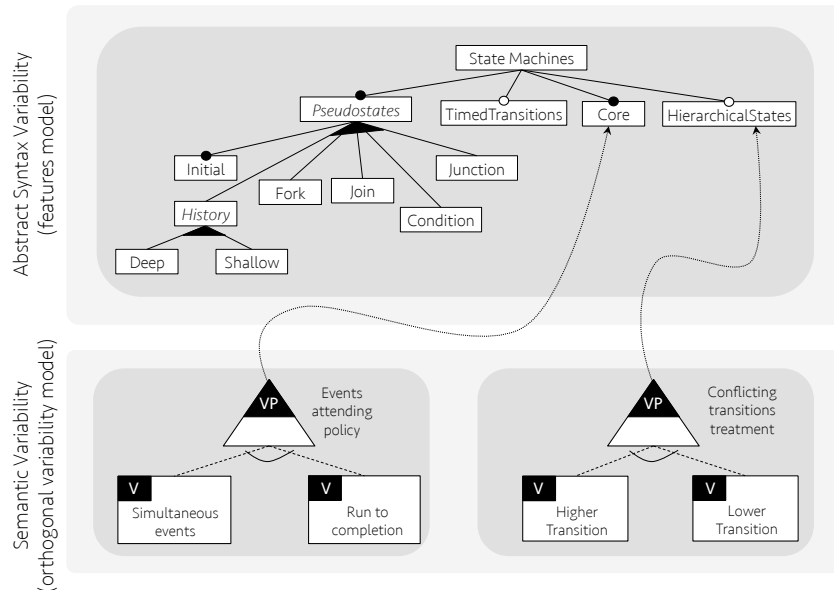 Abstract Syntax Variability
(features model)
State Machines
Pseudostates
TimedTransitions
Core
HierarchicalStates
Initial
Fork
Join
Junction
History
Condition
Deep
Shallow
Semantic Variability
(orthogonal variability model)
VP
Events
attending
policy
VP
Conflicting
transitions
treatment
V
Simultaneous
events
V
Run to
completion
V
Higher
Transition
V
Lower
Transition